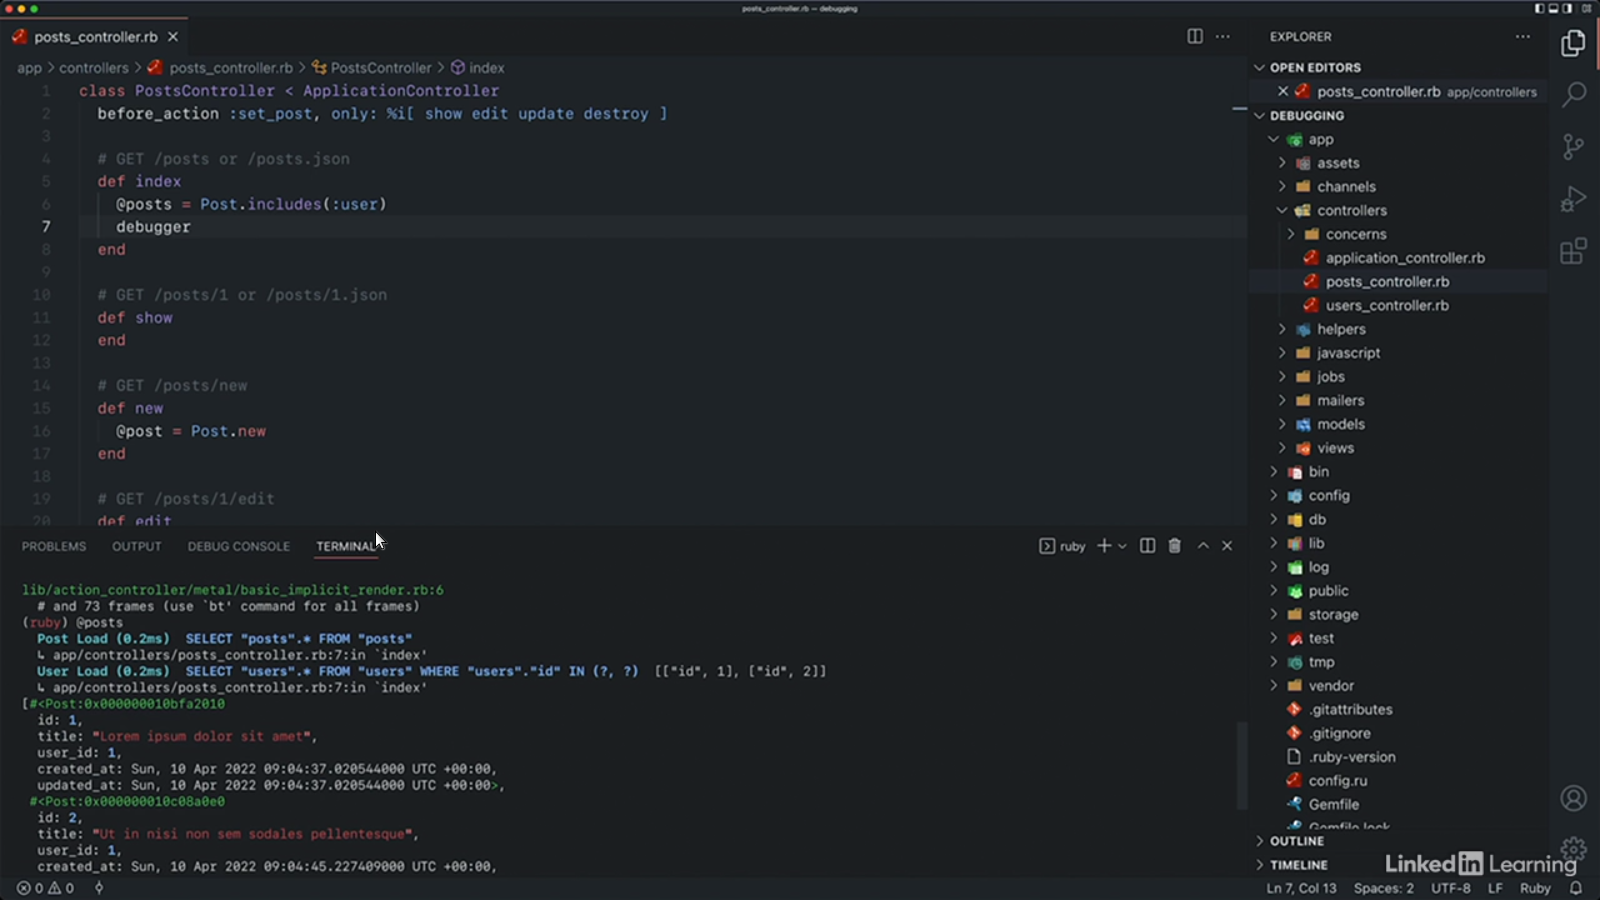 posts_controller.rb — debugging
posts_controller.rb
EXPLORER
app > controllers > posts_controller.rb > PostsController > index
OPEN EDITORS
posts_controller.rb app/controllers
DEBUGGING
app
assets
channels
controllers
concerns
application_controller.rb
posts_controller.rb
users_controller.rb
helpers
javascript
jobs
mailers
models
views
bin
config
db
lib
log
public
storage
test
tmp
vendor
.gitattributes
.gitignore
.ruby-version
config.ru
Gemfile
Gemfile.lock
OUTLINE
TIMELINE
1 class PostsController < ApplicationController
2 before_action :set_post, only: %i[ show edit update destroy ]
3
4 # GET /posts or /posts.json
5 def index
6 @posts = Post.includes(:user)
7 debugger
8 end
9
10 # GET /posts/1 or /posts/1.json
11 def show
12 end
13
14 # GET /posts/new
15 def new
16 @post = Post.new
17 end
18
19 # GET /posts/1/edit
20 def edit
PROBLEMS OUTPUT DEBUG CONSOLE TERMINAL
ruby
lib/action_controller/metal/basic_implicit_render.rb:6
# and 73 frames (use `bt' command for all frames)
(ruby) @posts
Post Load (0.2ms) SELECT "posts".* FROM "posts"
↳ app/controllers/posts_controller.rb:7:in `index'
User Load (0.2ms) SELECT "users".* FROM "users" WHERE "users"."id" IN (?, ?) [["id", 1], ["id", 2]]
↳ app/controllers/posts_controller.rb:7:in `index'
[#<Post:0x000000010bfa2010
id: 1,
title: "Lorem ipsum dolor sit amet",
user_id: 1,
created_at: Sun, 10 Apr 2022 09:04:37.020544000 UTC +00:00,
updated_at: Sun, 10 Apr 2022 09:04:37.020544000 UTC +00:00>,
#<Post:0x000000010c08a0e0
id: 2,
title: "Ut in nisi non sem sodales pellentesque",
user_id: 1,
created_at: Sun, 10 Apr 2022 09:04:45.227409000 UTC +00:00,
LinkedIn Learning
0 0
Ln 7, Col 13 Spaces: 2 UTF-8 LF Ruby